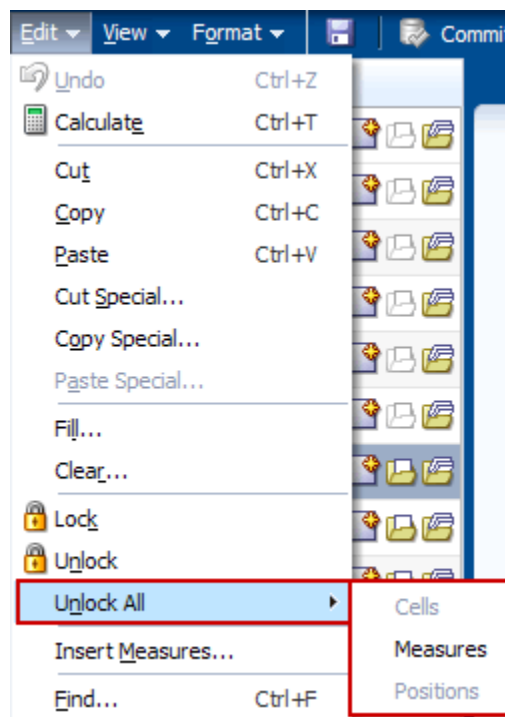 Edit View Format Commi
Undo Ctrl+Z
Calculate Ctrl+T
Cut Ctrl+X
Copy Ctrl+C
Paste Ctrl+V
Cut Special...
Copy Special...
Paste Special...
Fill...
Clear...
Lock
Unlock
Unlock All
Cells
Insert Measures...
Measures
Find... Ctrl+F
Positions